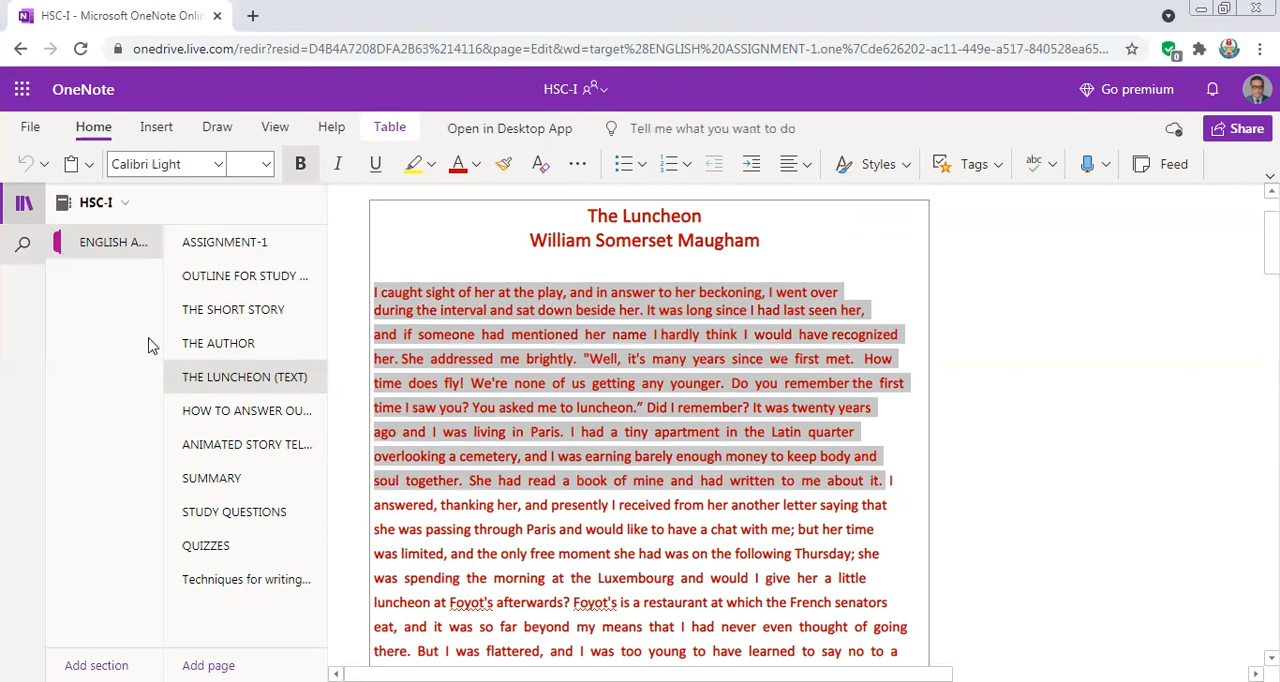 HSC-I - Microsoft OneNote Onlin
onedrive.live.com/redir?resid=D4B4A7208DFA2B63%214116&page=Edit&wd=target%28ENGLISH%20ASSIGNMENT-1.one%7Cde626202-ac11-449e-a517-840528ea65...
0
OneNote
HSC-I
Go premium
File
Home
Insert
Draw
View
Help
Table
Open in Desktop App
Tell me what you want to do
Share
Calibri Light
B
I
U
A
A
Styles
Tags
abc
Feed
HSC-I
ENGLISH A...
ASSIGNMENT-1
OUTLINE FOR STUDY ...
THE SHORT STORY
THE AUTHOR
THE LUNCHEON (TEXT)
HOW TO ANSWER OU...
ANIMATED STORY TEL...
SUMMARY
STUDY QUESTIONS
QUIZZES
Techniques for writing...
Add section
Add page
The Luncheon
William Somerset Maugham
I caught sight of her at the play, and in answer to her beckoning, I went over
during the interval and sat down beside her. It was long since I had last seen her,
and if someone had mentioned her name I hardly think I would have recognized
her. She addressed me brightly. "Well, it's many years since we first met. How
time does fly! We're none of us getting any younger. Do you remember the first
time I saw you? You asked me to luncheon.” Did I remember? It was twenty years
ago and I was living in Paris. I had a tiny apartment in the Latin quarter
overlooking a cemetery, and I was earning barely enough money to keep body and
soul together. She had read a book of mine and had written to me about it. I
answered, thanking her, and presently I received from her another letter saying that
she was passing through Paris and would like to have a chat with me; but her time
was limited, and the only free moment she had was on the following Thursday; she
was spending the morning at the Luxembourg and would I give her a little
luncheon at Foyot's afterwards? Foyot's is a restaurant at which the French senators
eat, and it was so far beyond my means that I had never even thought of going
there. But I was flattered, and I was too young to have learned to say no to a